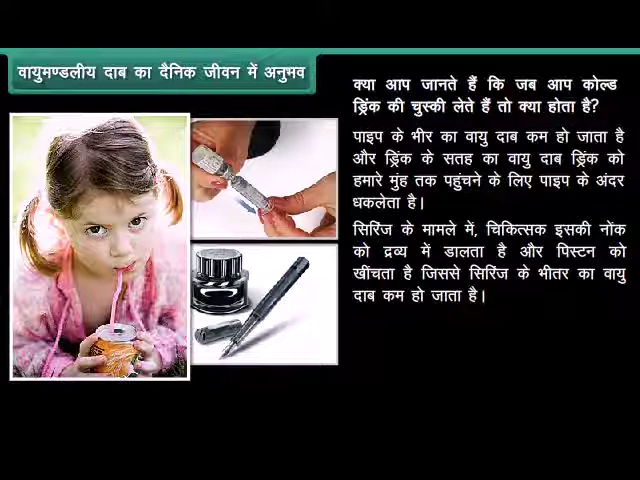 वायुमण्डलीय दाब का दैनिक जीवन में अनुभव
क्या आप जानते हैं कि जब आप कोल्ड
ड्रिंक की चुस्की लेते हैं तो क्या होता है?
पाइप के भीर का वायु दाब कम हो जाता है
और ड्रिंक के सतह का वायु दाब ड्रिंक को
हमारे मुंह तक पहुंचने के लिए पाइप के अंदर
धकलेता है।
सिरिंज के मामले में, चिकित्सक इसकी नोंक
को द्रव्य में डालता है और पिस्टन को
खींचता है जिससे सिरिंज के भीतर का वायु
दाब कम हो जाता है।